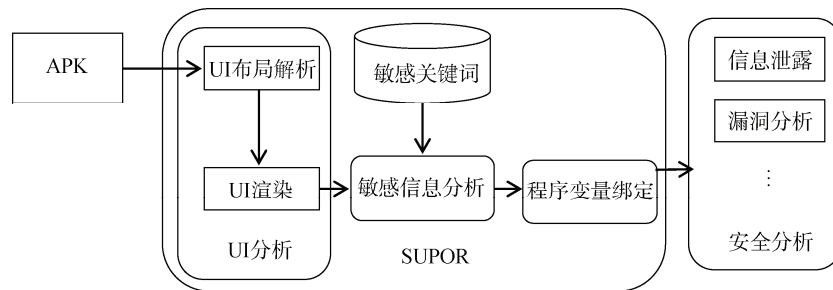 APK
UI布局解析
UI渲染
UI分析
敏感关键词
敏感信息分析
程序变量绑定
SUPOR
信息泄露
漏洞分析
⋮
安全分析